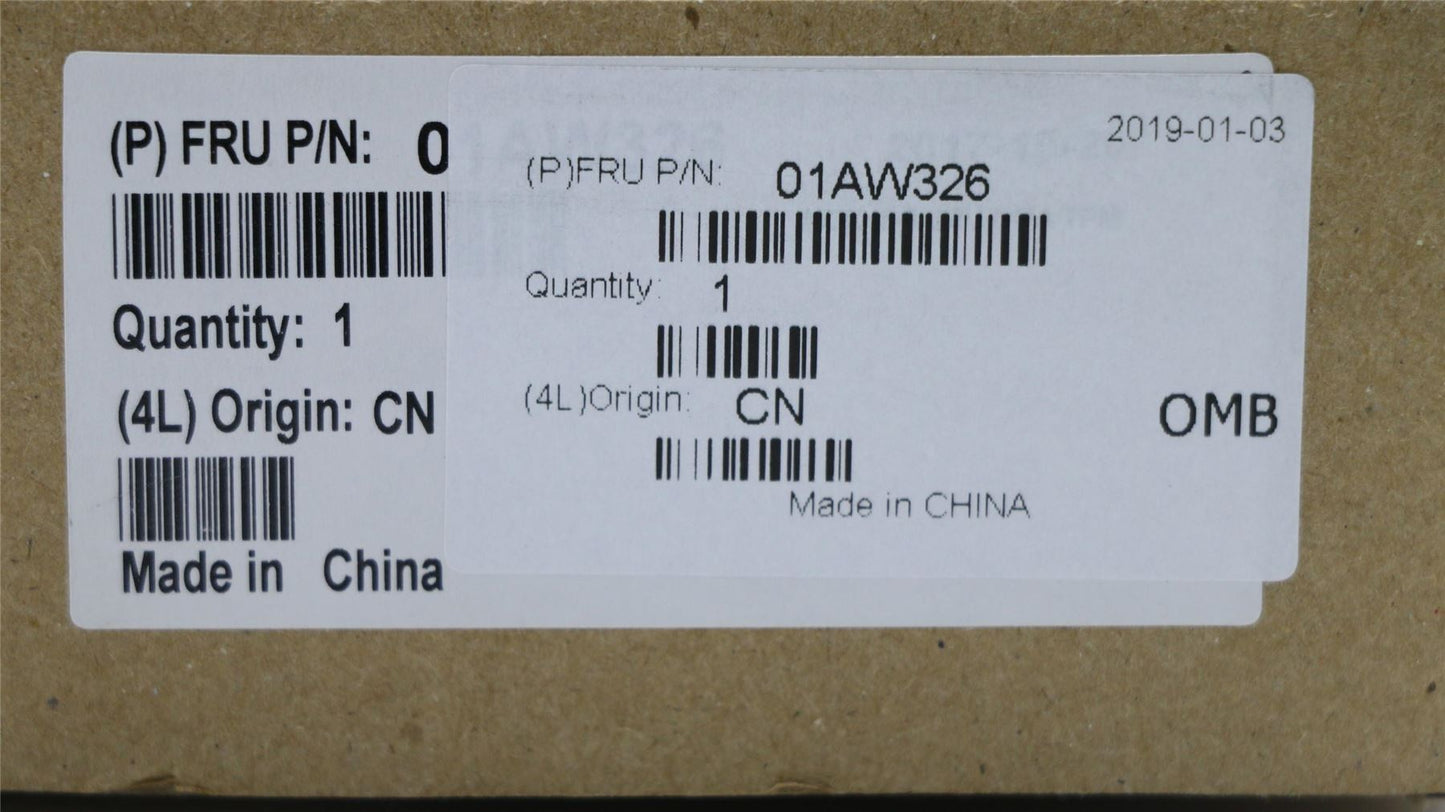 (P) FRU P/N: 0
Quantity: 1
(4L) Origin: CN
Made in China
2019-01-03
(P)FRU P/N: 01AW326
Quantity: 1
(4L)Origin: CN
OMB
Made in CHINA